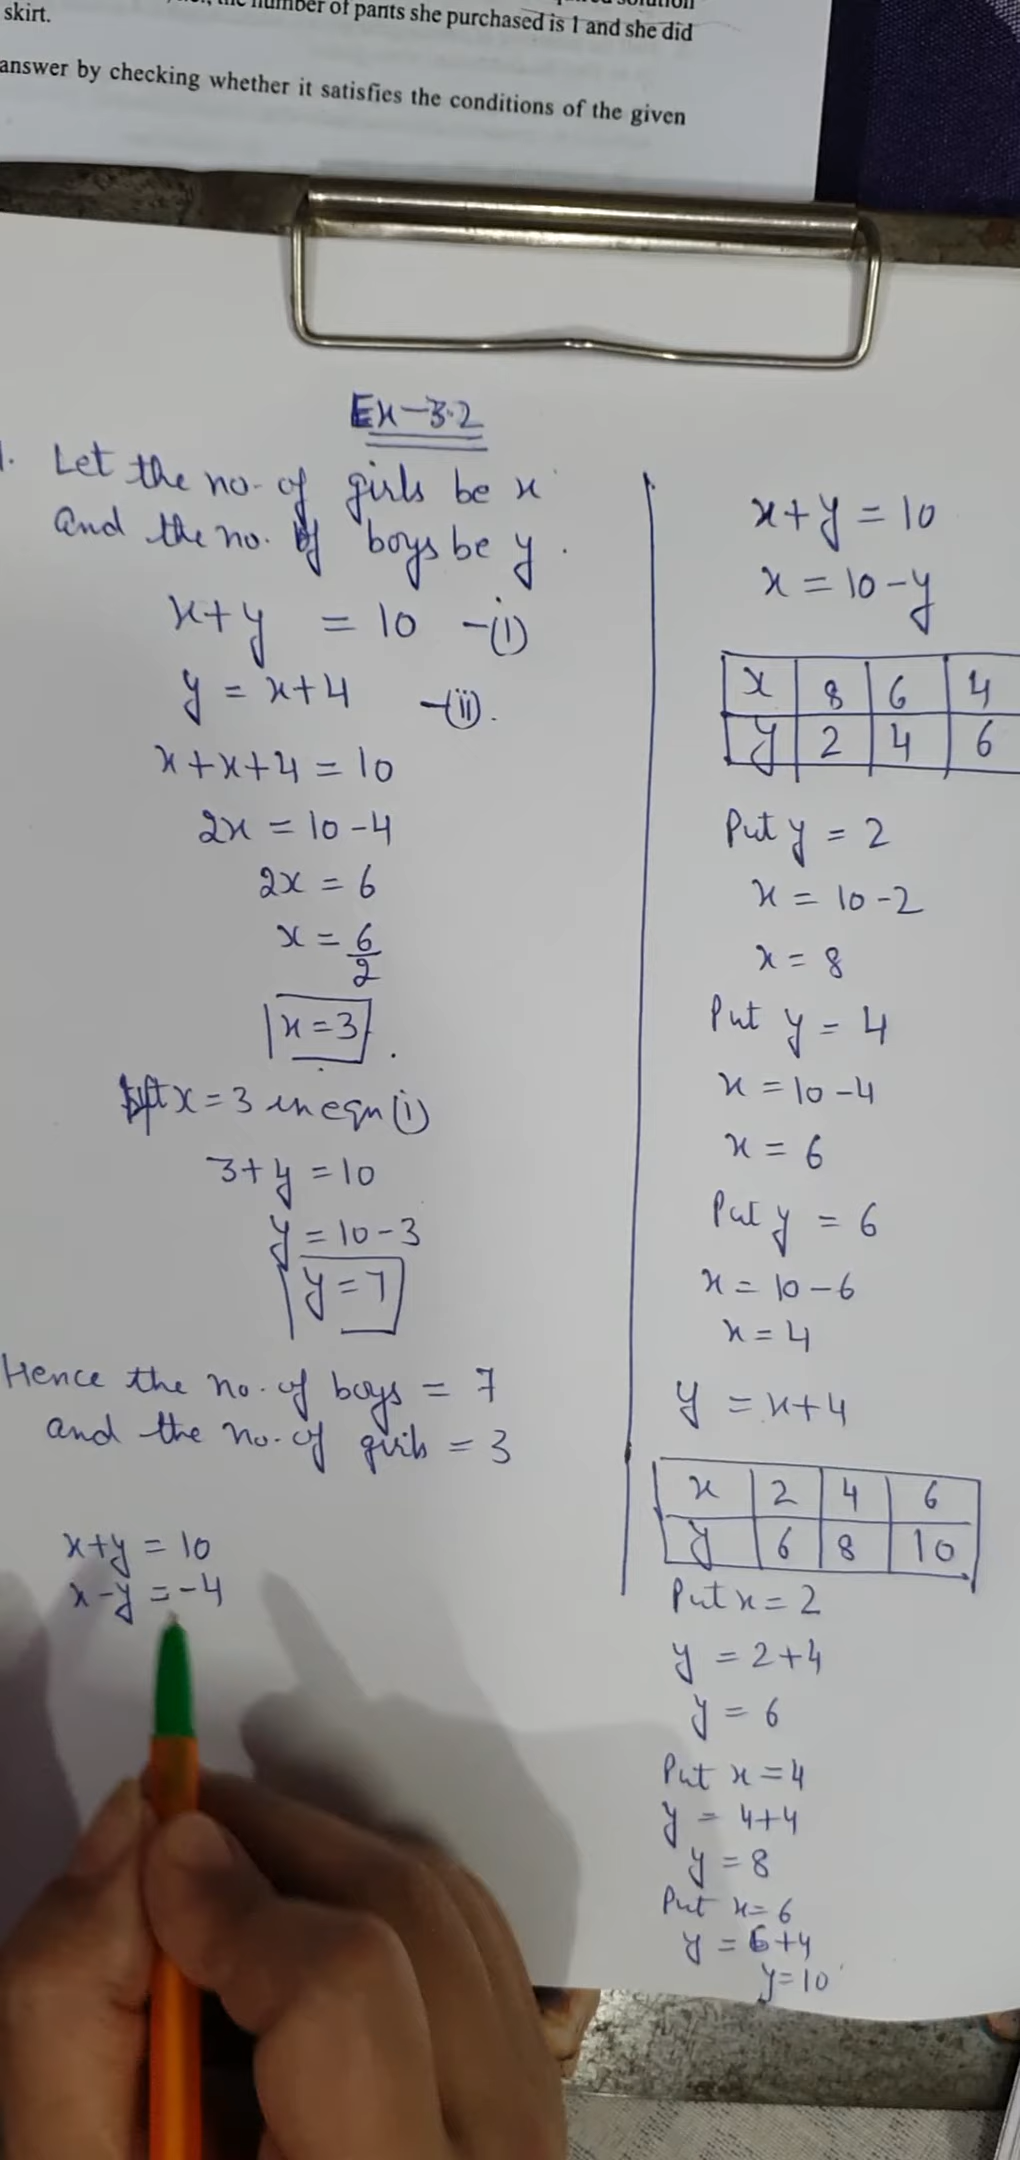 number of pants she purchased is 1 and she did
skirt.
answer by checking whether it satisfies the conditions of the given
Ex-3.2
1. Let the no. of girls be x
and the no. of boys be y.
x+y = 10 -(i)
y = x+4 -(ii).
x+x+4 = 10
2x = 10-4
2x = 6
x = 6/2
x = 3.
x = 3 in eqn (i)
3+y = 10
y = 10-3
y = 7
Hence the no. of boys = 7
and the no. of girls = 3
x+y = 10
x-y = -4
x+y = 10
x = 10-y
x 8 6 4
y 2 4 6
Put y = 2
x = 10-2
x = 8
Put y = 4
x = 10-4
x = 6
Put y = 6
x = 10-6
x = 4
y = x+4
x 2 4 6
y 6 8 10
Put x = 2
y = 2+4
y = 6
Put x = 4
y = 4+4
y = 8
Put x = 6
y = 6+4
y = 10